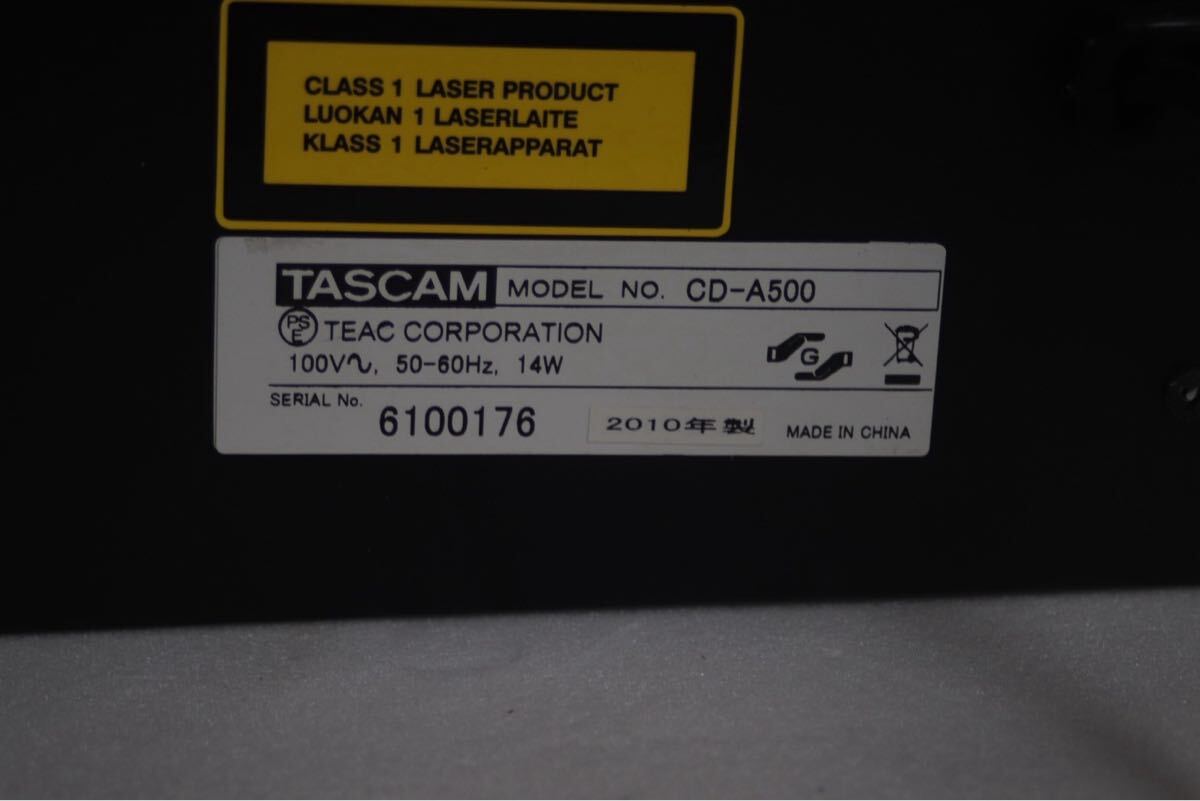 CLASS 1 LASER PRODUCT
LUOKAN 1 LASERLAITE
KLASS 1 LASERAPPARAT
TASCAM MODEL NO. CD-A500
PSE TEAC CORPORATION
100V∿, 50-60Hz, 14W
G
SERIAL No. 6100176 2010年製 MADE IN CHINA